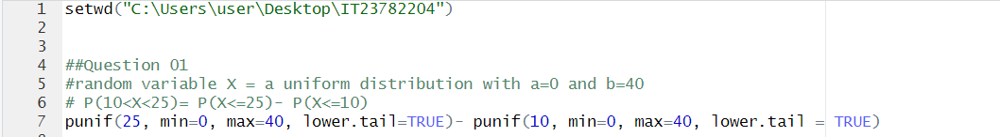 1 setwd("C:\Users\user\Desktop\IT23782204")
2
3
4 ##Question 01
5 #random variable X = a uniform distribution with a=0 and b=40
6 # P(10<X<25)= P(X<=25)- P(X<=10)
7 punif(25, min=0, max=40, lower.tail=TRUE)- punif(10, min=0, max=40, lower.tail = TRUE)